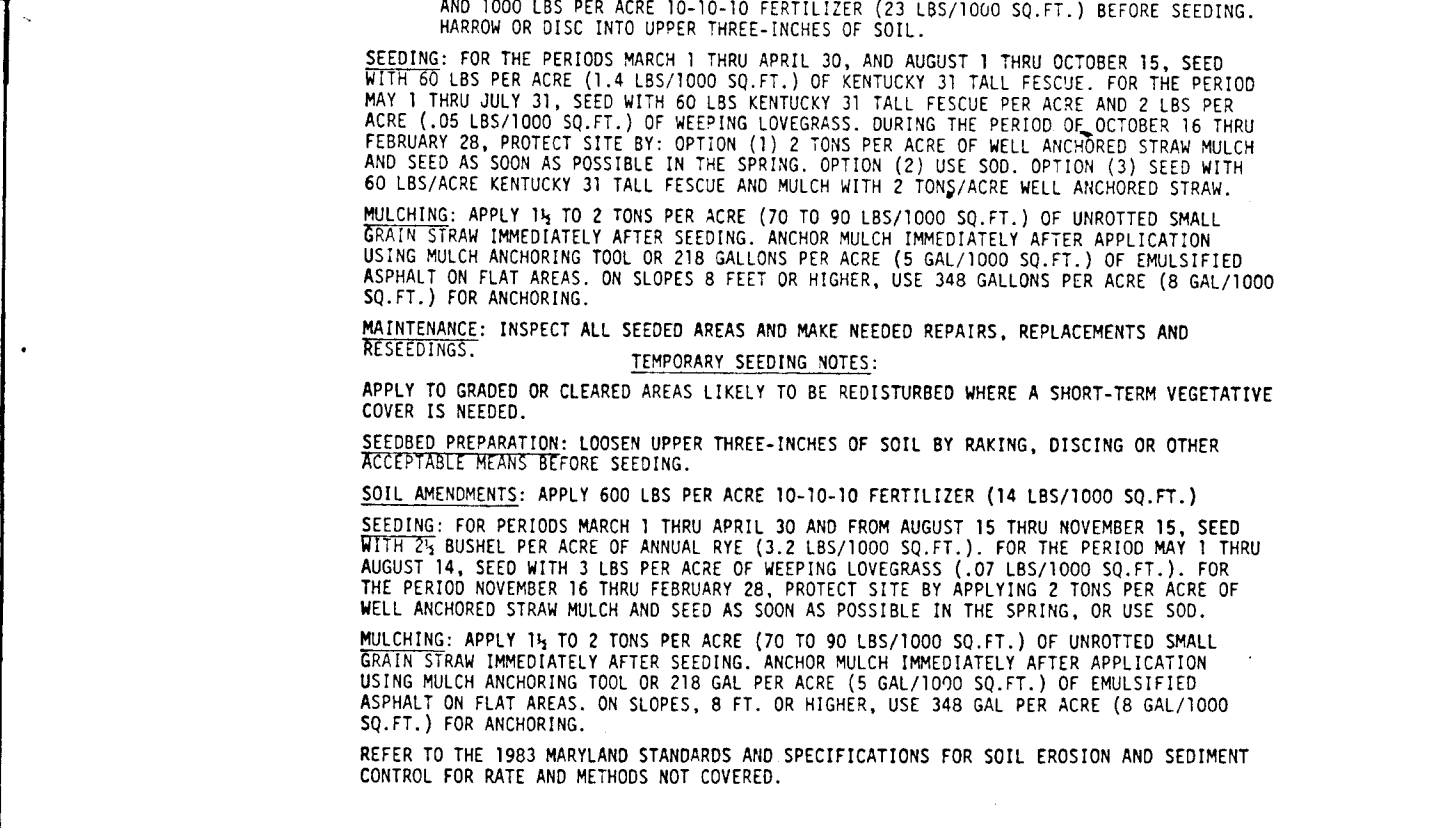 AND 1000 LBS PER ACRE 10-10-10 FERTILIZER (23 LBS/1000 SQ.FT.) BEFORE SEEDING.
HARROW OR DISC INTO UPPER THREE-INCHES OF SOIL.
SEEDING: FOR THE PERIODS MARCH 1 THRU APRIL 30, AND AUGUST 1 THRU OCTOBER 15, SEED
WITH 60 LBS PER ACRE (1.4 LBS/1000 SQ.FT.) OF KENTUCKY 31 TALL FESCUE. FOR THE PERIOD
MAY 1 THRU JULY 31, SEED WITH 60 LBS KENTUCKY 31 TALL FESCUE PER ACRE AND 2 LBS PER
ACRE (.05 LBS/1000 SQ.FT.) OF WEEPING LOVEGRASS. DURING THE PERIOD OF OCTOBER 16 THRU
FEBRUARY 28, PROTECT SITE BY: OPTION (1) 2 TONS PER ACRE OF WELL ANCHORED STRAW MULCH
AND SEED AS SOON AS POSSIBLE IN THE SPRING. OPTION (2) USE SOD. OPTION (3) SEED WITH
60 LBS/ACRE KENTUCKY 31 TALL FESCUE AND MULCH WITH 2 TONS/ACRE WELL ANCHORED STRAW.
MULCHING: APPLY 1½ TO 2 TONS PER ACRE (70 TO 90 LBS/1000 SQ.FT.) OF UNROTTED SMALL
GRAIN STRAW IMMEDIATELY AFTER SEEDING. ANCHOR MULCH IMMEDIATELY AFTER APPLICATION
USING MULCH ANCHORING TOOL OR 218 GALLONS PER ACRE (5 GAL/1000 SQ.FT.) OF EMULSIFIED
ASPHALT ON FLAT AREAS. ON SLOPES 8 FEET OR HIGHER, USE 348 GALLONS PER ACRE (8 GAL/1000
SQ.FT.) FOR ANCHORING.
MAINTENANCE: INSPECT ALL SEEDED AREAS AND MAKE NEEDED REPAIRS, REPLACEMENTS AND
RESEEDINGS.
TEMPORARY SEEDING NOTES:
APPLY TO GRADED OR CLEARED AREAS LIKELY TO BE REDISTURBED WHERE A SHORT-TERM VEGETATIVE
COVER IS NEEDED.
SEEDBED PREPARATION: LOOSEN UPPER THREE-INCHES OF SOIL BY RAKING, DISCING OR OTHER
ACCEPTABLE MEANS BEFORE SEEDING.
SOIL AMENDMENTS: APPLY 600 LBS PER ACRE 10-10-10 FERTILIZER (14 LBS/1000 SQ.FT.)
SEEDING: FOR PERIODS MARCH 1 THRU APRIL 30 AND FROM AUGUST 15 THRU NOVEMBER 15, SEED
WITH 2½ BUSHEL PER ACRE OF ANNUAL RYE (3.2 LBS/1000 SQ.FT.). FOR THE PERIOD MAY 1 THRU
AUGUST 14, SEED WITH 3 LBS PER ACRE OF WEEPING LOVEGRASS (.07 LBS/1000 SQ.FT.). FOR
THE PERIOD NOVEMBER 16 THRU FEBRUARY 28, PROTECT SITE BY APPLYING 2 TONS PER ACRE OF
WELL ANCHORED STRAW MULCH AND SEED AS SOON AS POSSIBLE IN THE SPRING, OR USE SOD.
MULCHING: APPLY 1½ TO 2 TONS PER ACRE (70 TO 90 LBS/1000 SQ.FT.) OF UNROTTED SMALL
GRAIN STRAW IMMEDIATELY AFTER SEEDING. ANCHOR MULCH IMMEDIATELY AFTER APPLICATION
USING MULCH ANCHORING TOOL OR 218 GAL PER ACRE (5 GAL/1000 SQ.FT.) OF EMULSIFIED
ASPHALT ON FLAT AREAS. ON SLOPES, 8 FT. OR HIGHER, USE 348 GAL PER ACRE (8 GAL/1000
SQ.FT.) FOR ANCHORING.
REFER TO THE 1983 MARYLAND STANDARDS AND SPECIFICATIONS FOR SOIL EROSION AND SEDIMENT
CONTROL FOR RATE AND METHODS NOT COVERED.